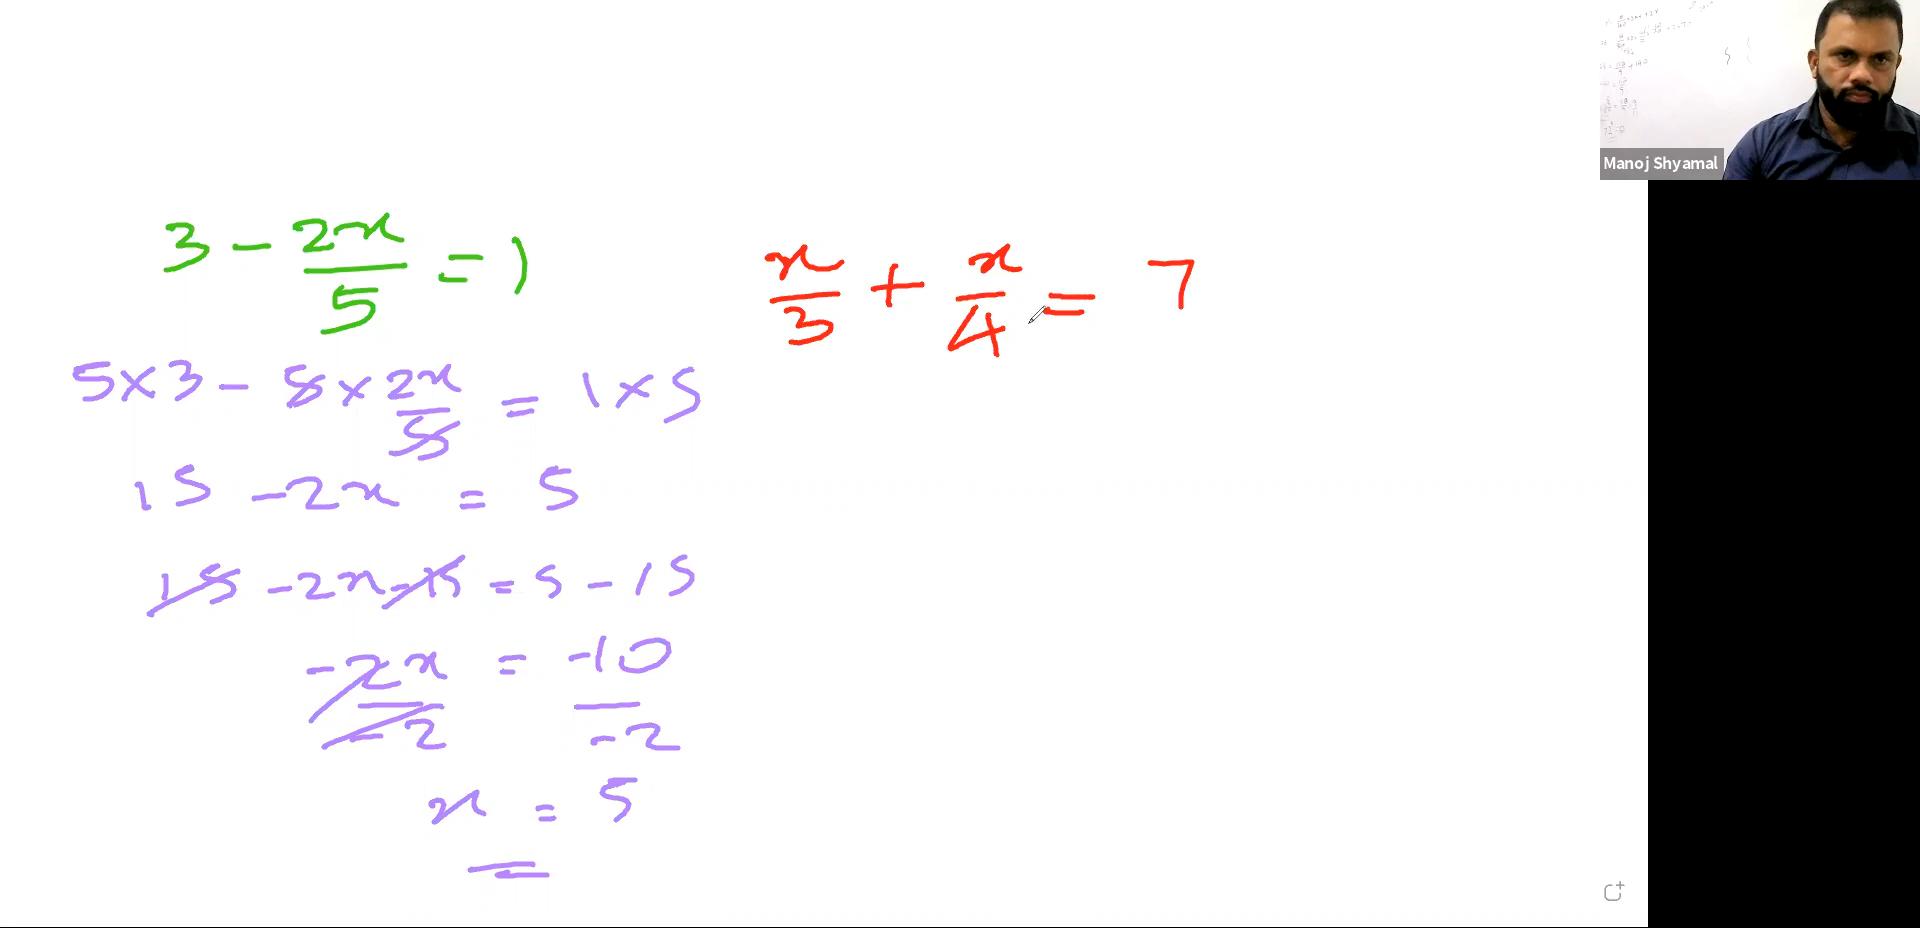 3 - 2x/5 = 1
5 × 3 - 5 × 2x/5 = 1 × 5
15 - 2x = 5
15 - 2x - 15 = 5 - 15
-2x/-2 = -10/-2
x = 5
x/3 + x/4 = 7
Manoj Shyamal